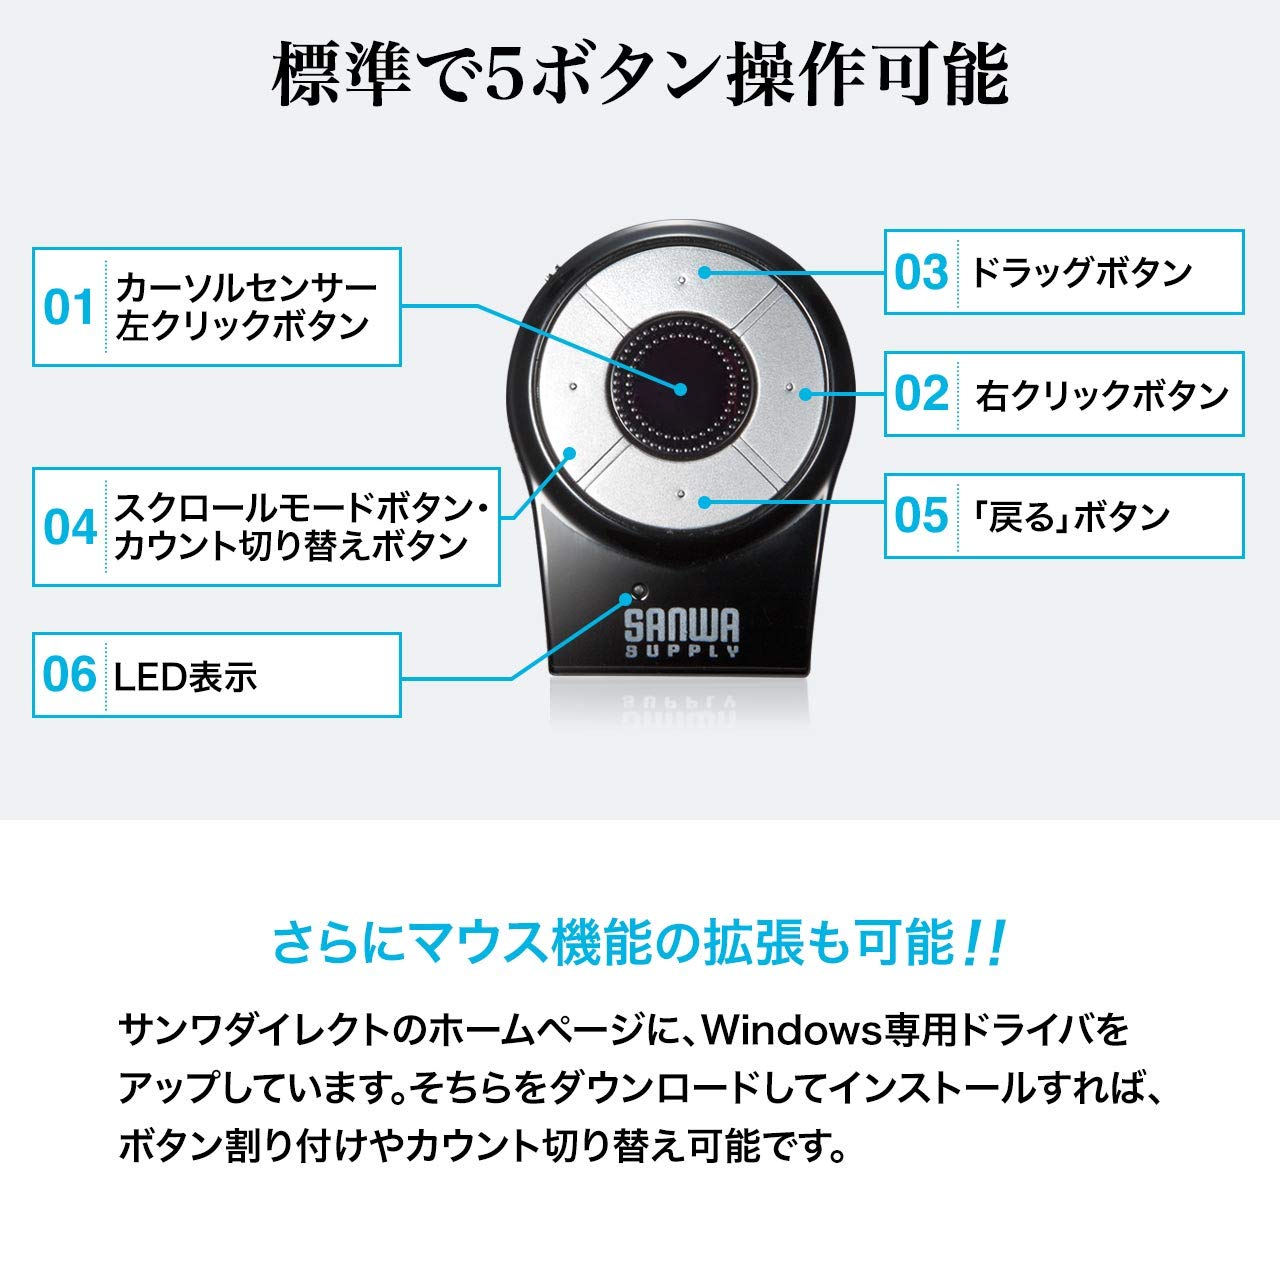 標準で5ボタン操作可能
01 カーソルセンサー
左クリックボタン
03 ドラッグボタン
02 右クリックボタン
04 スクロールモードボタン・
カウント切り替えボタン
05 「戻る」ボタン
06 LED表示
SANWA
SUPPLY
さらにマウス機能の拡張も可能!!
サンワダイレクトのホームページに、Windows専用ドライバを
アップしています。そちらをダウンロードしてインストールすれば、
ボタン割り付けやカウント切り替え可能です。